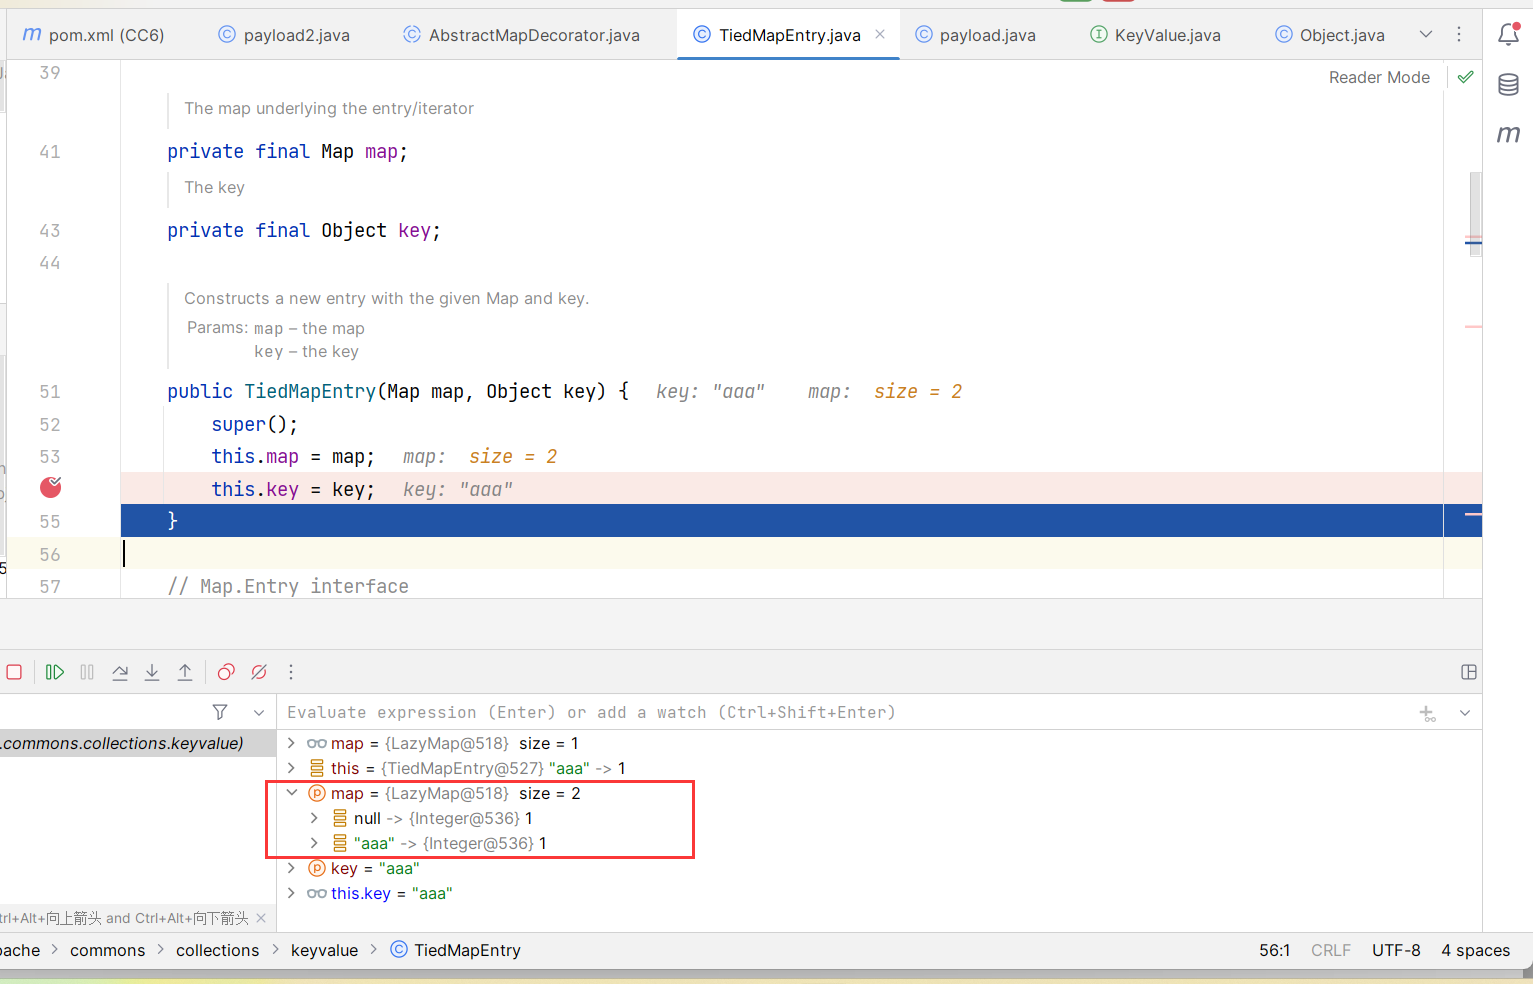 pom.xml (CC6) payload2.java AbstractMapDecorator.java TiedMapEntry.java payload.java KeyValue.java Object.java
Reader Mode
39
The map underlying the entry/iterator
41 private final Map map;
The key
43 private final Object key;
44
Constructs a new entry with the given Map and key.
Params: map – the map
key – the key
51 public TiedMapEntry(Map map, Object key) { key: "aaa" map: size = 2
52 super();
53 this.map = map; map: size = 2
this.key = key; key: "aaa"
55 }
56
57 // Map.Entry interface
Evaluate expression (Enter) or add a watch (Ctrl+Shift+Enter)
.commons.collections.keyvalue)
map = {LazyMap@518} size = 1
this = {TiedMapEntry@527} "aaa" -> 1
map = {LazyMap@518} size = 2
null -> {Integer@536} 1
"aaa" -> {Integer@536} 1
key = "aaa"
this.key = "aaa"
trl+Alt+向上箭头 and Ctrl+Alt+向下箭头
pache > commons > collections > keyvalue > TiedMapEntry
56:1 CRLF UTF-8 4 spaces